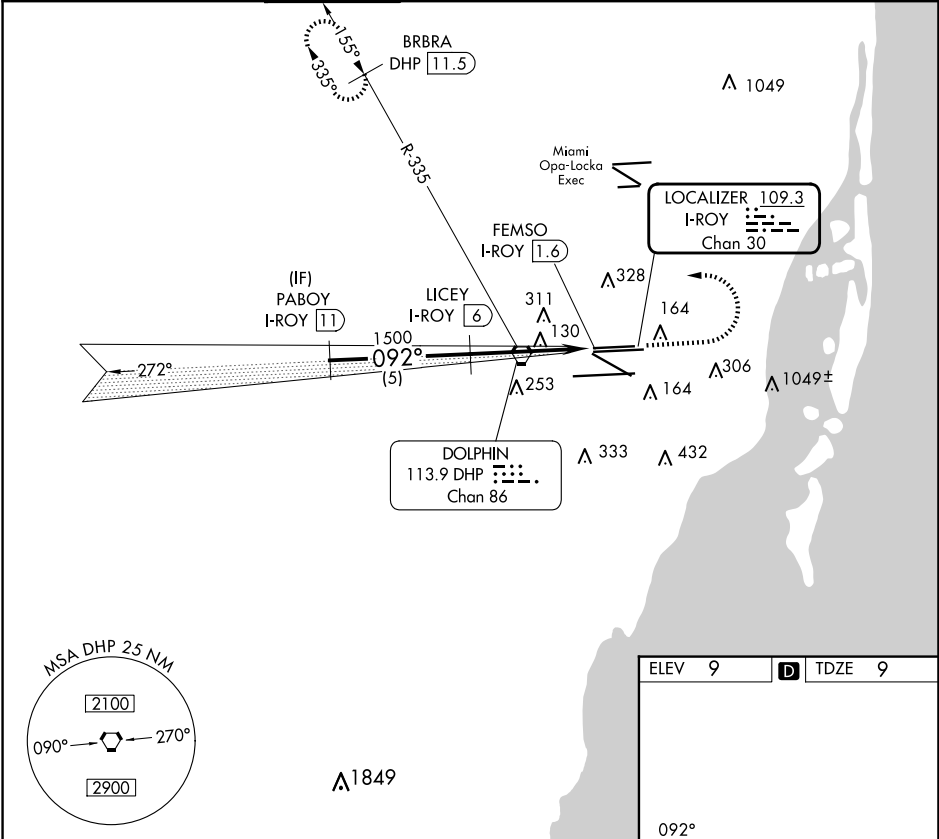 155°
335°
BRBRA
DHP 11.5
R-335
1049
Miami
Opa-Locka
Exec
LOCALIZER 109.3
I-ROY
Chan 30
FEMSO
I-ROY 1.6
328
(IF)
PABOY
I-ROY 11
LICEY
I-ROY 6
311
130
164
1500
092°
(5)
272°
253
306
164
1049±
DOLPHIN
113.9 DHP
Chan 86
333
432
MSA DHP 25 NM
2100
090°
270°
2900
1849
ELEV 9 D TDZE 9
092°